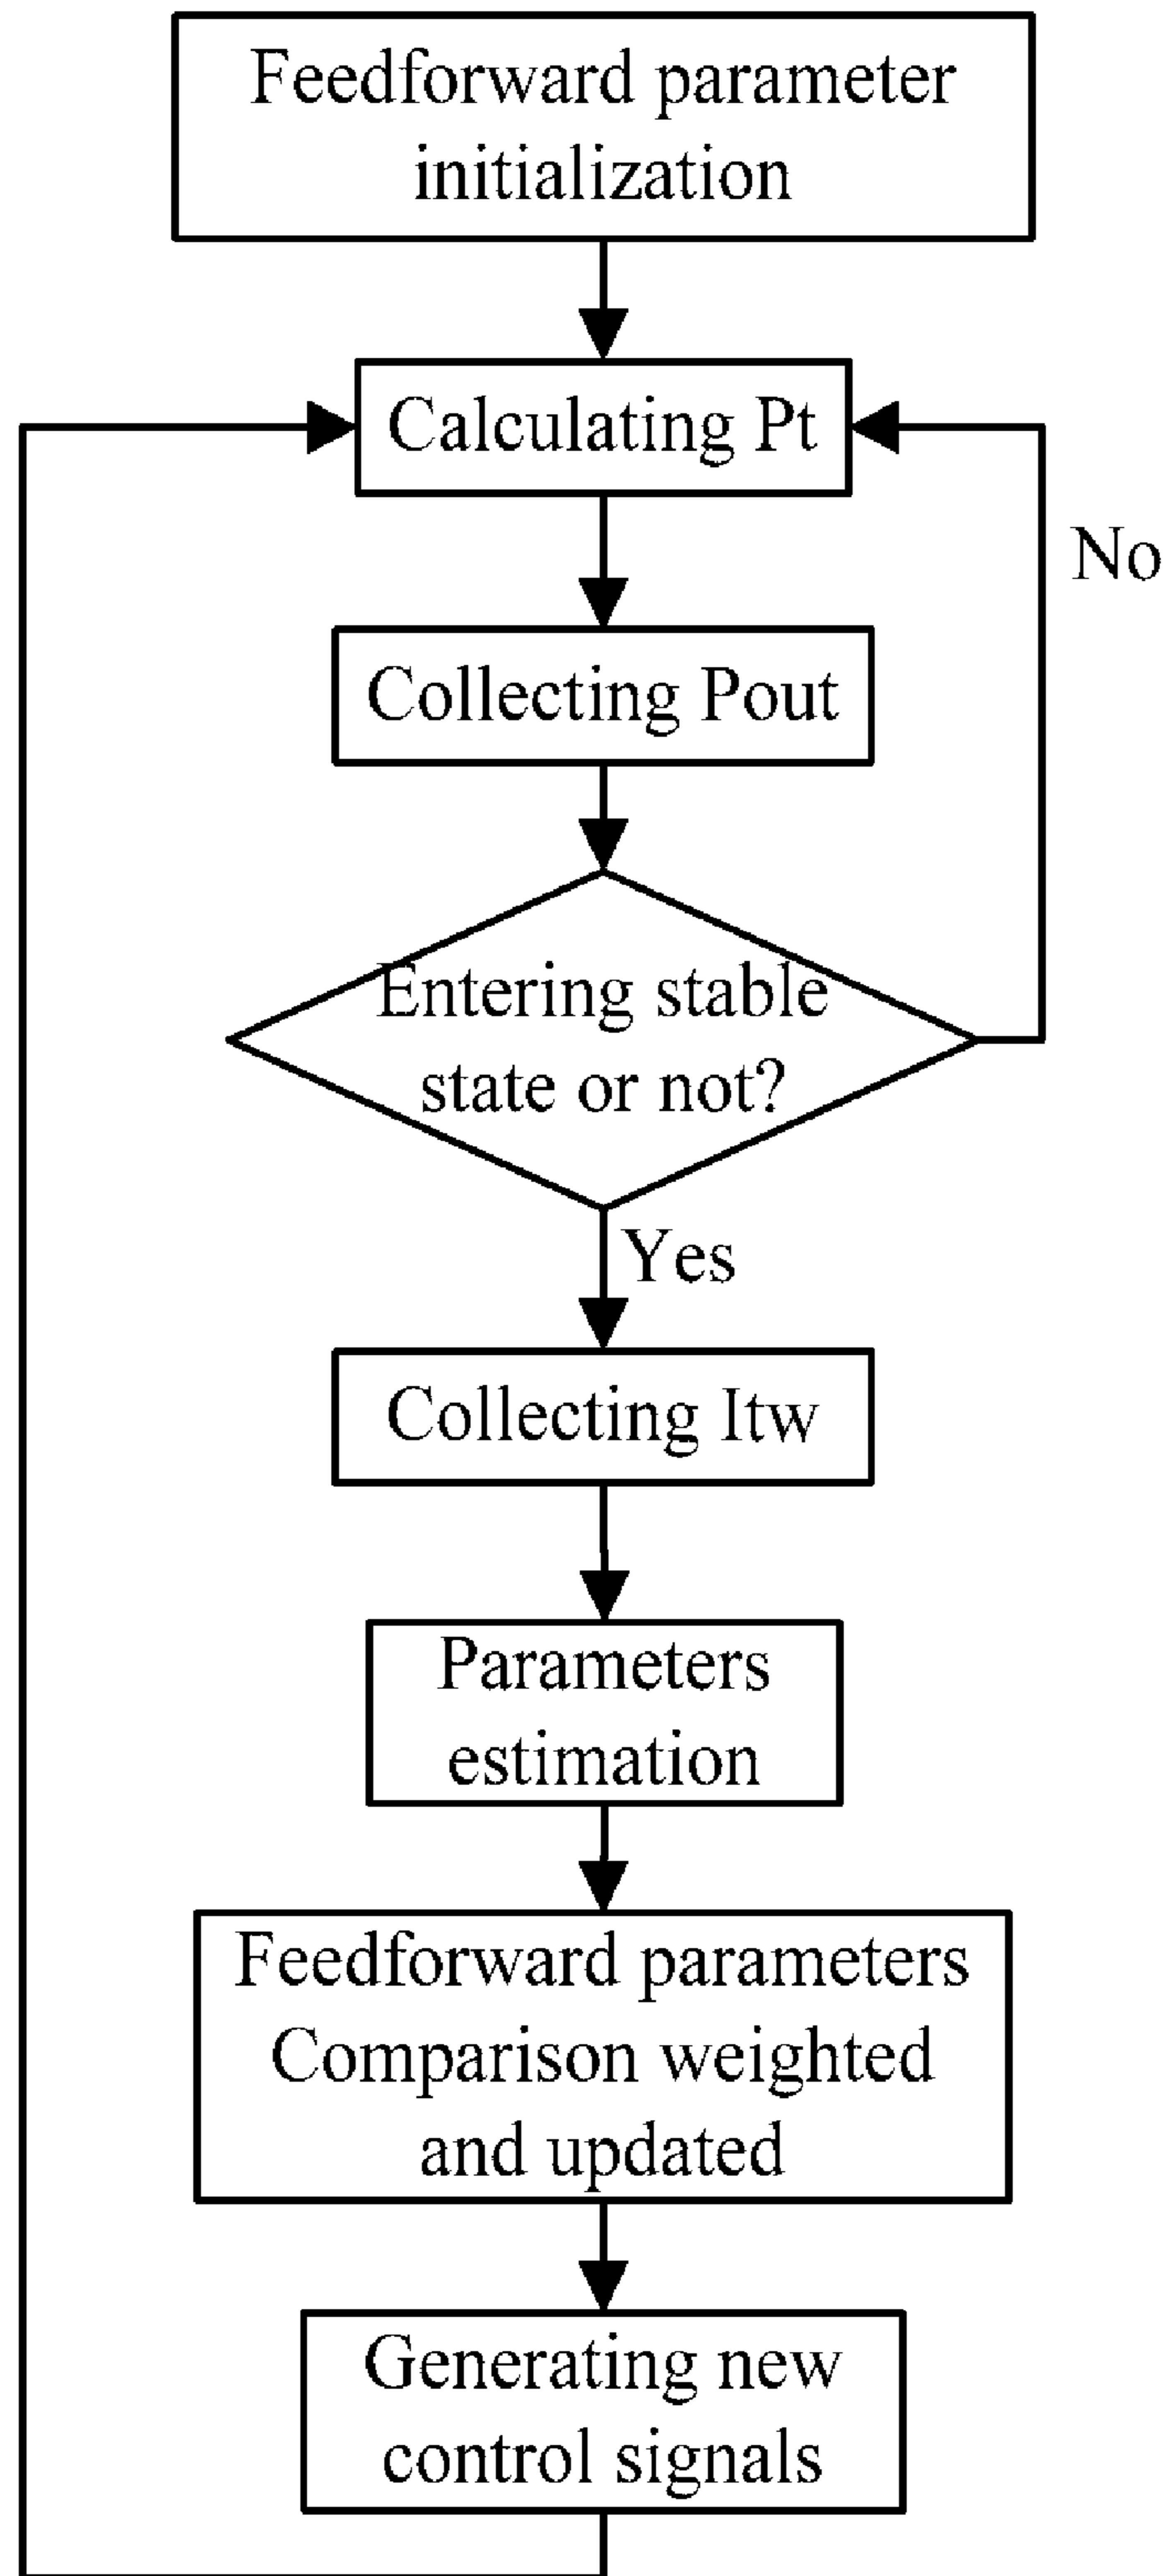 Feedforward parameter
initialization
Calculating Pt
No
Collecting Pout
Entering stable
state or not?
Yes
Collecting Itw
Parameters
estimation
Feedforward parameters
Comparison weighted
and updated
Generating new
control signals